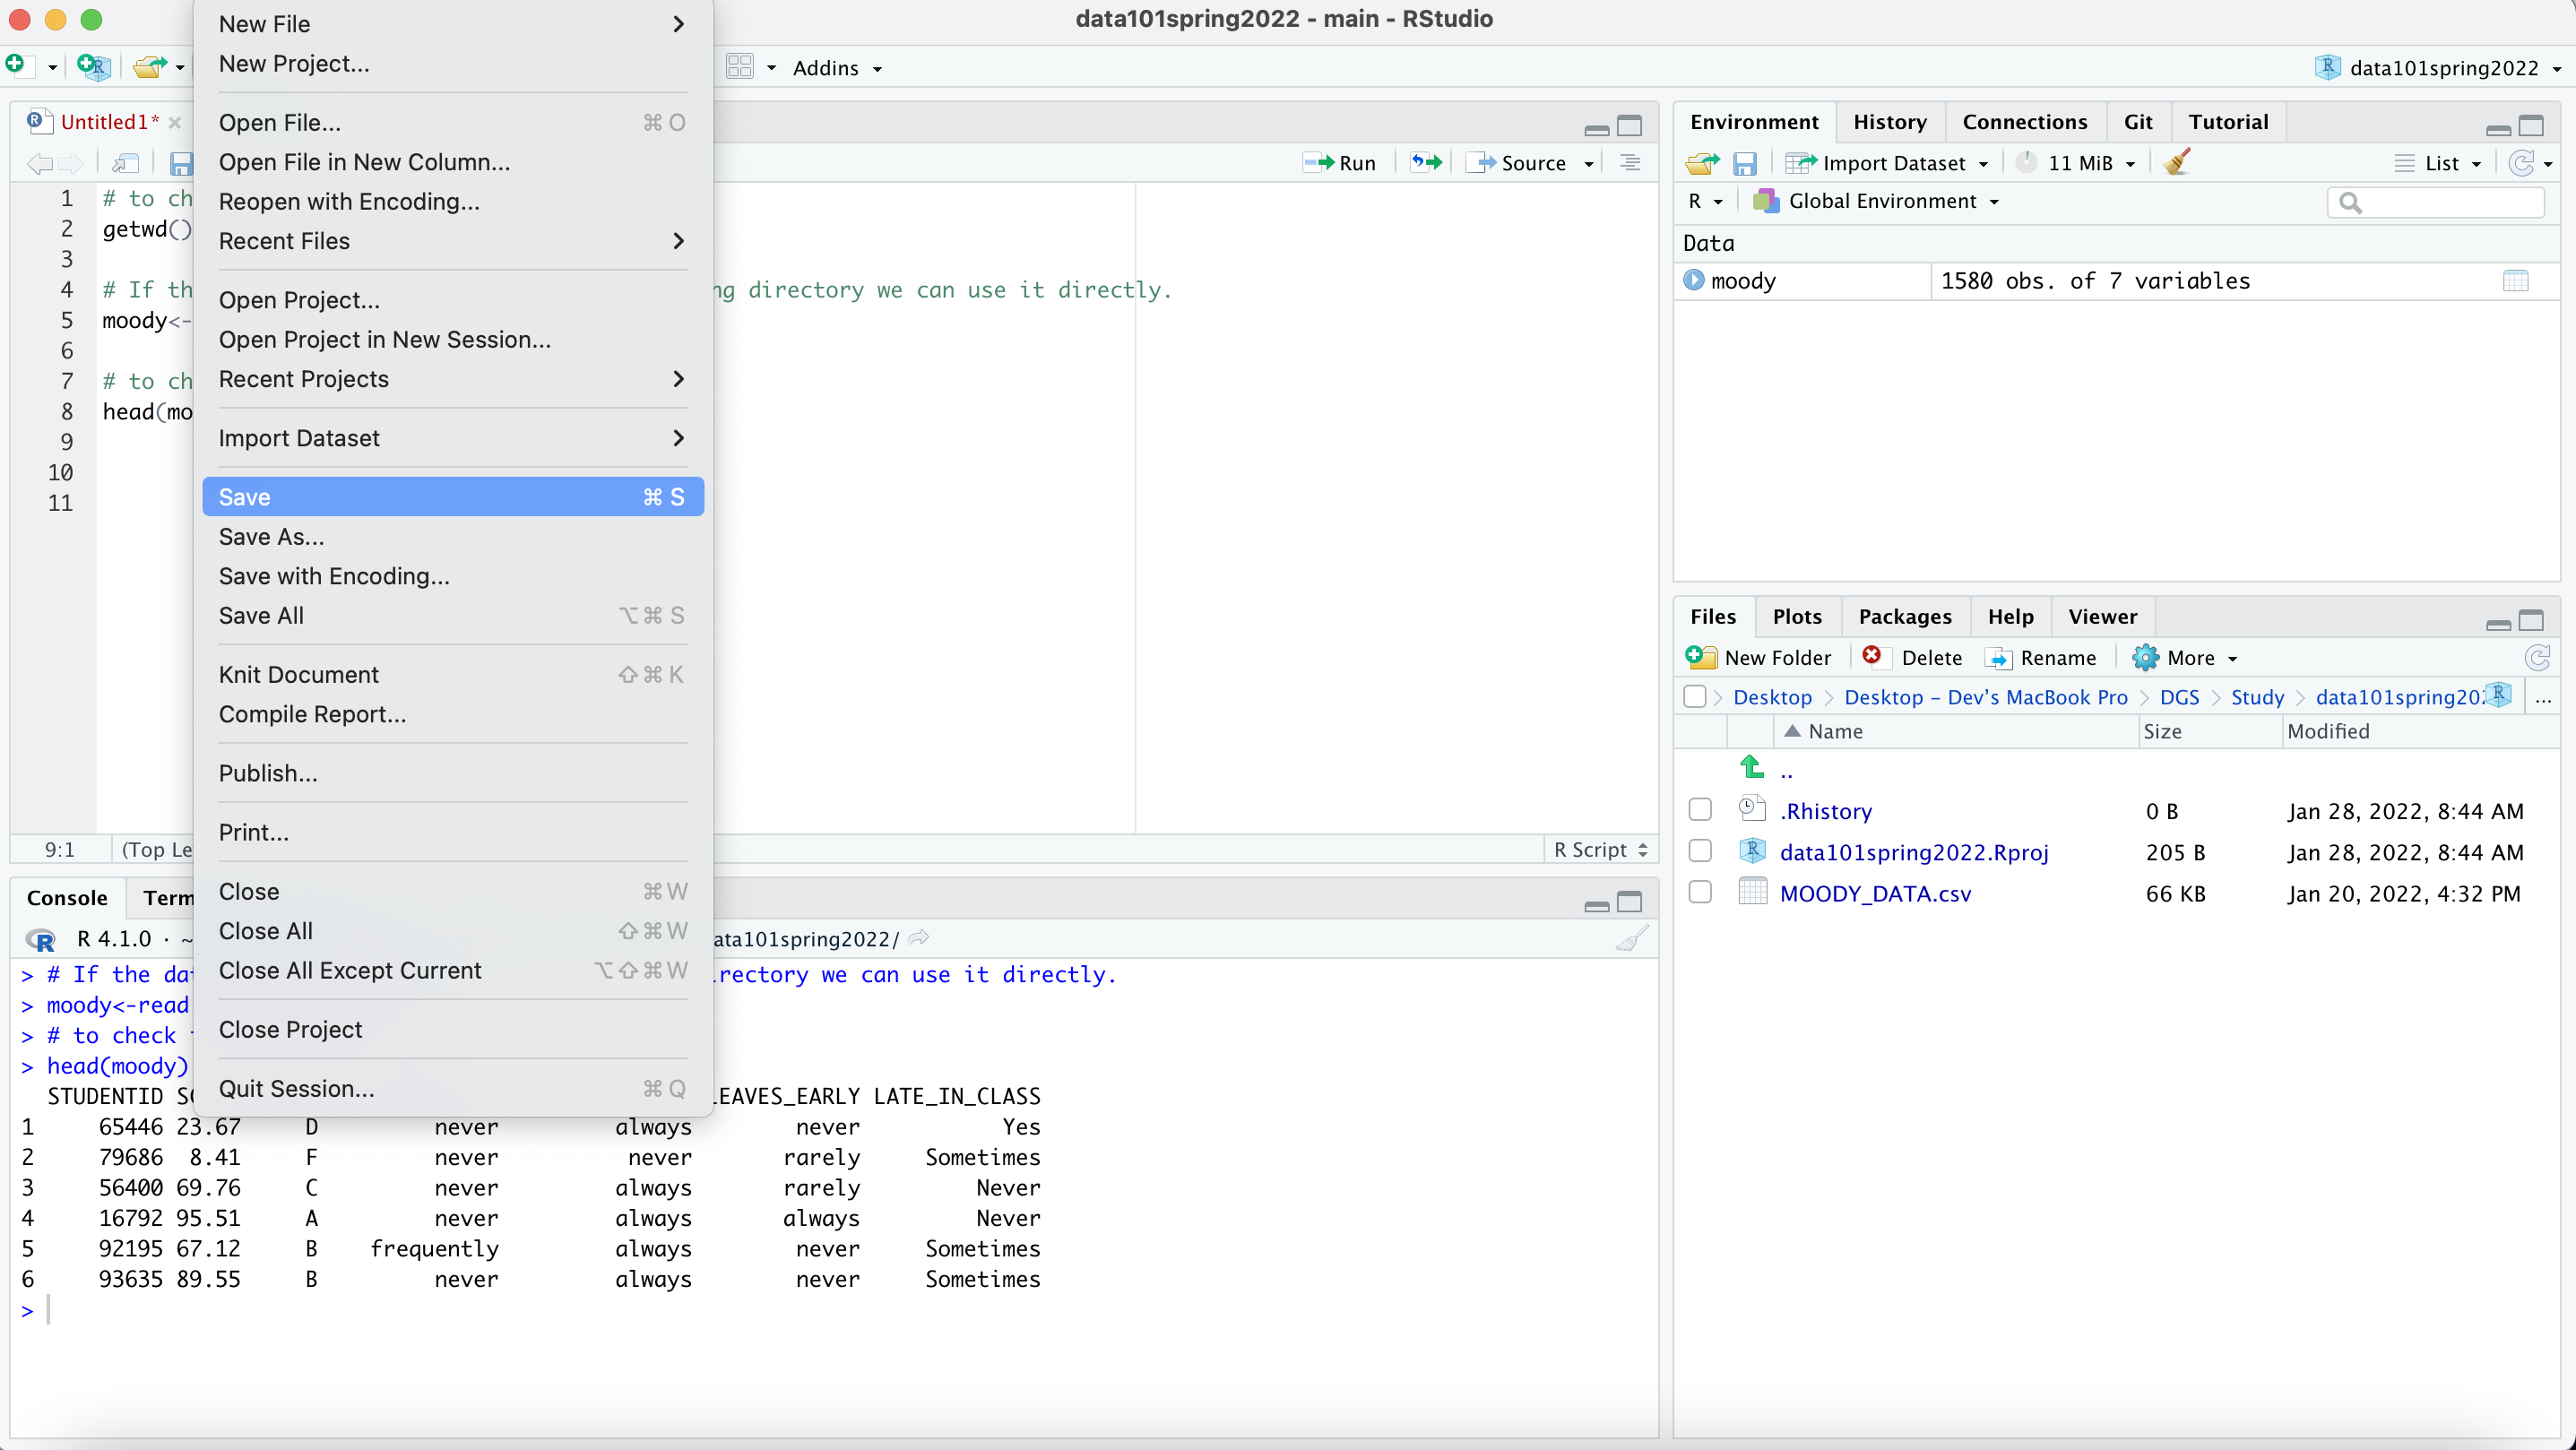 data101spring2022 - main - RStudio
Addins
data101spring2022
New File
New Project...
Open File... ⌘ O
Open File in New Column...
Reopen with Encoding...
Recent Files
Open Project...
Open Project in New Session...
Recent Projects
Import Dataset
Save ⌘ S
Save As...
Save with Encoding...
Save All ⌥⌘ S
Knit Document ⇧⌘ K
Compile Report...
Publish...
Print...
Close ⌘W
Close All ⇧⌘W
Close All Except Current ⌥⇧⌘W
Close Project
Quit Session... ⌘ Q
Untitled1*
Run Source
1 # to ch
2 getwd()
3
4 # If th ng directory we can use it directly.
5 moody<-
6
7 # to ch
8 head(mo
9
10
11
9:1 (Top Le R Script
Console Term
R 4.1.0 · ~ ata101spring2022/
> # If the dat rectory we can use it directly.
> moody<-read
> # to check
> head(moody)
STUDENTID SC EAVES_EARLY LATE_IN_CLASS
1 65446 23.67 D never always never Yes
2 79686 8.41 F never never rarely Sometimes
3 56400 69.76 C never always rarely Never
4 16792 95.51 A never always always Never
5 92195 67.12 B frequently always never Sometimes
6 93635 89.55 B never always never Sometimes
>
Environment History Connections Git Tutorial
Import Dataset 11 MiB List
R Global Environment
Data
moody 1580 obs. of 7 variables
Files Plots Packages Help Viewer
New Folder Delete Rename More
Desktop Desktop – Dev's MacBook Pro DGS Study data101spring202 ...
Name Size Modified
..
.Rhistory 0 B Jan 28, 2022, 8:44 AM
data101spring2022.Rproj 205 B Jan 28, 2022, 8:44 AM
MOODY_DATA.csv 66 KB Jan 20, 2022, 4:32 PM